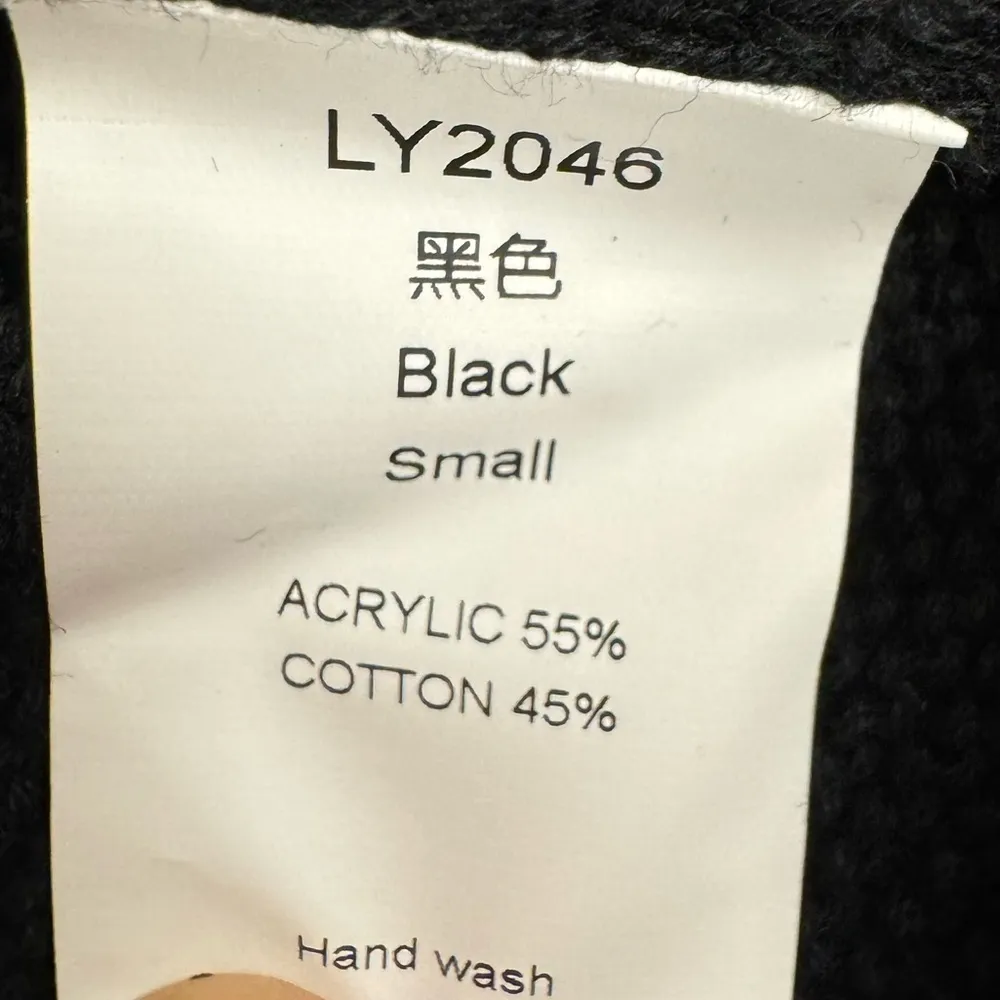 LY2046
黑色
Black
Small
ACRYLIC 55%
COTTON 45%
Hand wash